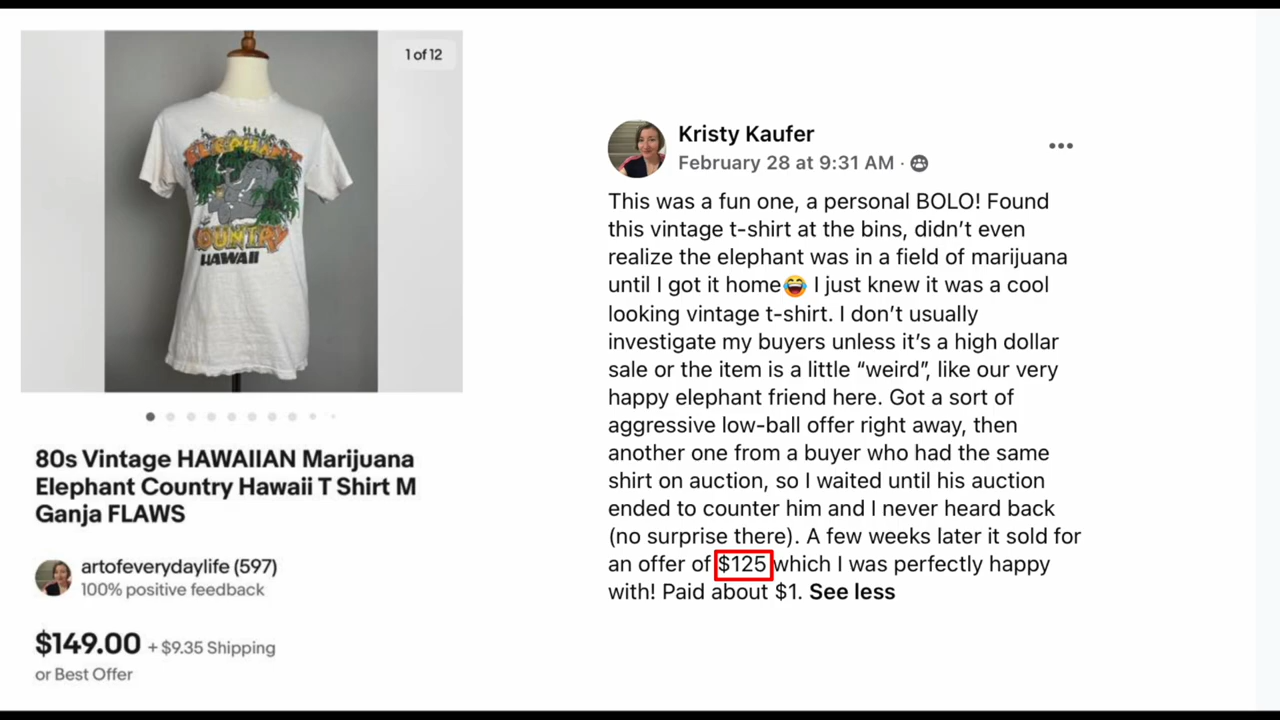 1 of 12
ELEPHANT
COUNTRY
HAWAII
80s Vintage HAWAIIAN Marijuana
Elephant Country Hawaii T Shirt M
Ganja FLAWS
artofeverydaylife (597)
100% positive feedback
$149.00 + $9.35 Shipping
or Best Offer
Kristy Kaufer
February 28 at 9:31 AM ·
This was a fun one, a personal BOLO! Found
this vintage t-shirt at the bins, didn’t even
realize the elephant was in a field of marijuana
until I got it home😂 I just knew it was a cool
looking vintage t-shirt. I don’t usually
investigate my buyers unless it’s a high dollar
sale or the item is a little “weird”, like our very
happy elephant friend here. Got a sort of
aggressive low-ball offer right away, then
another one from a buyer who had the same
shirt on auction, so I waited until his auction
ended to counter him and I never heard back
(no surprise there). A few weeks later it sold for
an offer of $125 which I was perfectly happy
with! Paid about $1. See less